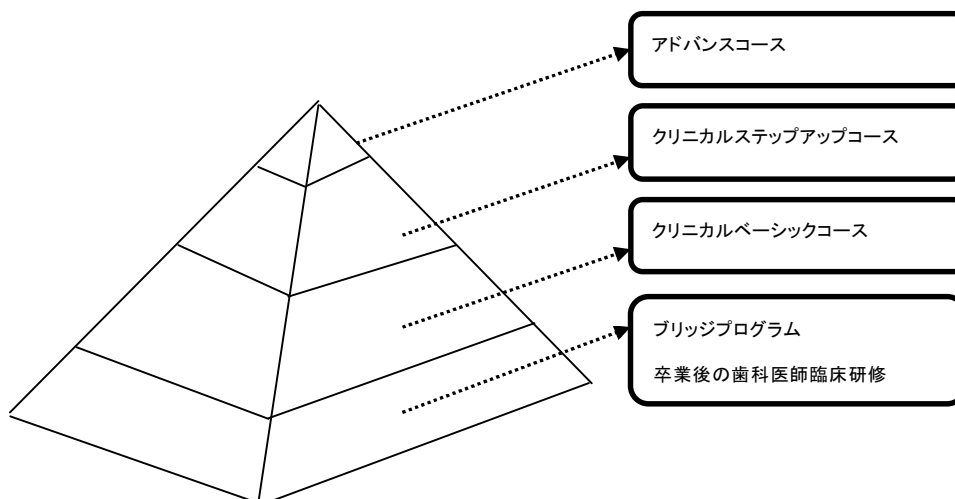 アドバンスコース
クリニカルステップアップコース
クリニカルベーシックコース
ブリッジプログラム
卒業後の歯科医師臨床研修